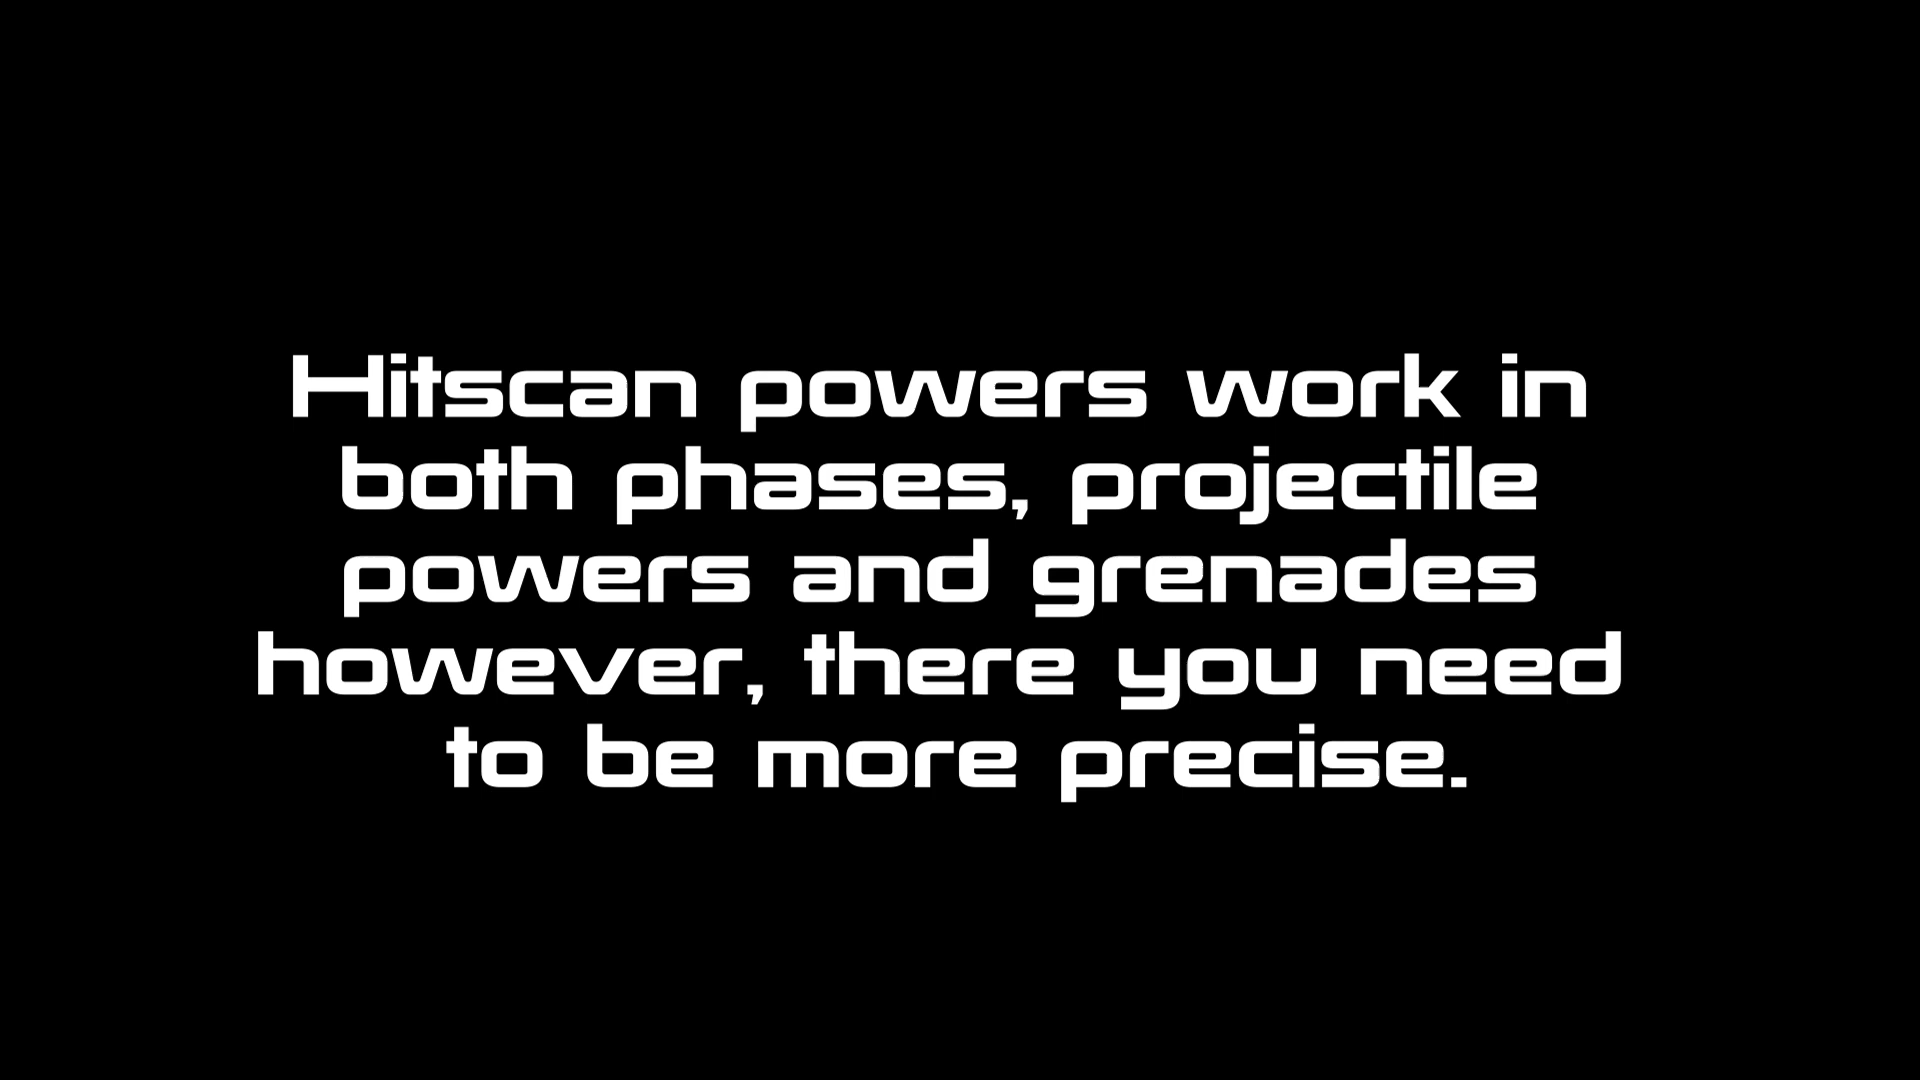 Hitscan powers work in
both phases, projectile
powers and grenades
however, there you need
to be more precise.